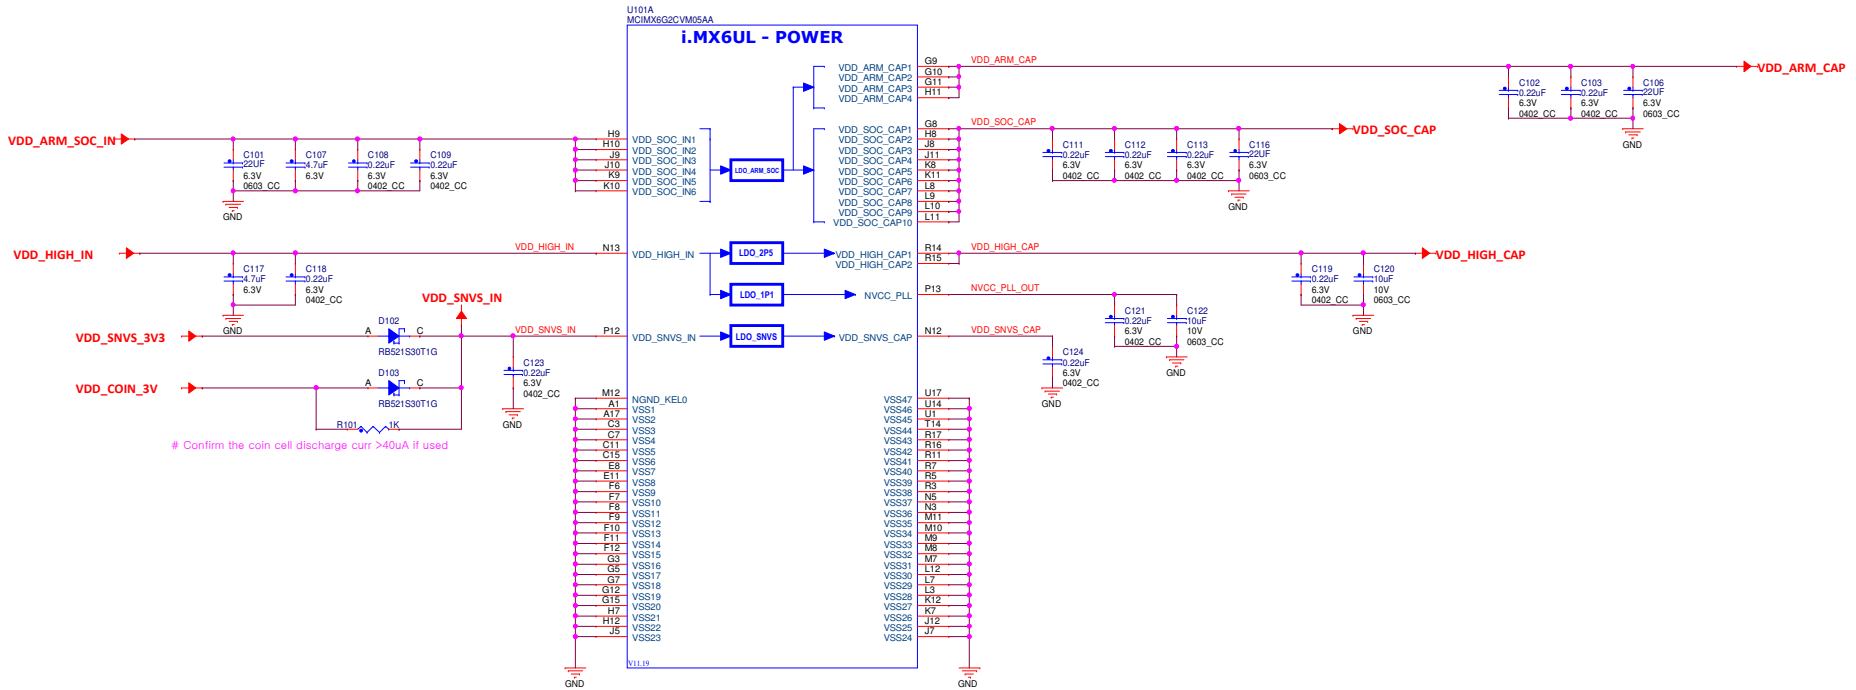 U101A
MCIMX6G2CVM05AA
i.MX6UL - POWER
VDD_ARM_SOC_IN
C101
22UF
6.3V
0603_CC
C107
4.7uF
6.3V
C108
0.22uF
6.3V
0402_CC
C109
0.22uF
6.3V
0402_CC
GND
H9 VDD_SOC_IN1
H10 VDD_SOC_IN2
J9 VDD_SOC_IN3
J10 VDD_SOC_IN4
K9 VDD_SOC_IN5
K10 VDD_SOC_IN6
LDO_ARM_SOC
VDD_ARM_CAP1 G9 VDD_ARM_CAP
VDD_ARM_CAP2 G10
VDD_ARM_CAP3 G11
VDD_ARM_CAP4 H11
C102
0.22uF
6.3V
0402_CC
C103
0.22uF
6.3V
0402_CC
C106
22UF
6.3V
0603_CC
GND
VDD_ARM_CAP
VDD_SOC_CAP1 G8 VDD_SOC_CAP
VDD_SOC_CAP2 H8
VDD_SOC_CAP3 J8
VDD_SOC_CAP4 J11
VDD_SOC_CAP5 K8
VDD_SOC_CAP6 K11
VDD_SOC_CAP7 L8
VDD_SOC_CAP8 L9
VDD_SOC_CAP9 L10
VDD_SOC_CAP10 L11
C111
0.22uF
6.3V
0402_CC
C112
0.22uF
6.3V
0402_CC
C113
0.22uF
6.3V
0402_CC
C116
22UF
6.3V
0603_CC
GND
VDD_SOC_CAP
VDD_HIGH_IN
VDD_HIGH_IN N13 VDD_HIGH_IN
C117
4.7uF
6.3V
C118
0.22uF
6.3V
0402_CC
GND
LDO_2P5
VDD_HIGH_CAP1 R14 VDD_HIGH_CAP
VDD_HIGH_CAP2 R15
C119
0.22uF
6.3V
0402_CC
C120
10uF
10V
0603_CC
GND
VDD_HIGH_CAP
LDO_1P1
NVCC_PLL P13 NVCC_PLL_OUT
C121
0.22uF
6.3V
0402_CC
C122
10uF
10V
0603_CC
GND
VDD_SNVS_IN
VDD_SNVS_3V3
D102
A C
RB521S30T1G
VDD_SNVS_IN P12 VDD_SNVS_IN
LDO_SNVS
VDD_SNVS_CAP N12 VDD_SNVS_CAP
C124
0.22uF
6.3V
0402_CC
GND
C123
0.22uF
6.3V
0402_CC
GND
VDD_COIN_3V
D103
A C
RB521S30T1G
R101 1K
# Confirm the coin cell discharge curr >40uA if used
M12 NGND_KEL0
A1 VSS1
A17 VSS2
C3 VSS3
C7 VSS4
C11 VSS5
C15 VSS6
E8 VSS7
E11 VSS8
F6 VSS9
F7 VSS10
F8 VSS11
F9 VSS12
F10 VSS13
F11 VSS14
F12 VSS15
G3 VSS16
G5 VSS17
G7 VSS18
G12 VSS19
G15 VSS20
H7 VSS21
H12 VSS22
J5 VSS23
GND
VSS47 U17
VSS46 U14
VSS45 U1
VSS44 T14
VSS43 R17
VSS42 R16
VSS41 R11
VSS40 R7
VSS39 R5
VSS38 R3
VSS37 N5
VSS36 N3
VSS35 M11
VSS34 M10
VSS33 M9
VSS32 M8
VSS31 M7
VSS30 L12
VSS29 L7
VSS28 L3
VSS27 K12
VSS26 K7
VSS25 J12
VSS24 J7
GND
V11.19